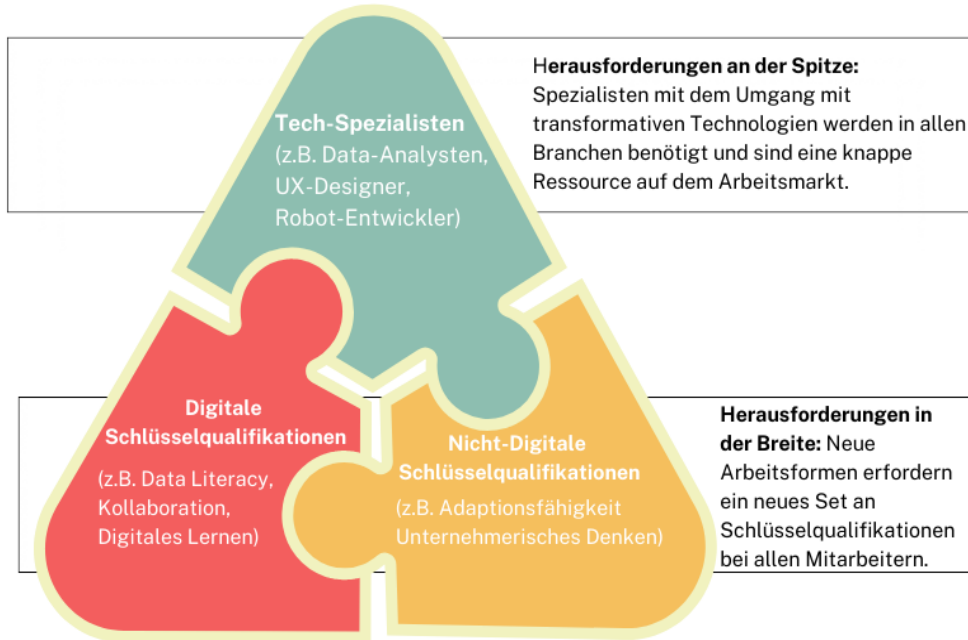 Tech-Spezialisten
(z.B. Data-Analysten,
UX-Designer,
Robot-Entwickler)
Herausforderungen an der Spitze:
Spezialisten mit dem Umgang mit
transformativen Technologien werden in allen
Branchen benötigt und sind eine knappe
Ressource auf dem Arbeitsmarkt.
Digitale
Schlüsselqualifikationen
(z.B. Data Literacy,
Kollaboration,
Digitales Lernen)
Nicht-Digitale
Schlüsselqualifikationen
(z.B. Adaptionsfähigkeit
Unternehmerisches Denken)
Herausforderungen in
der Breite: Neue
Arbeitsformen erfordern
ein neues Set an
Schlüsselqualifikationen
bei allen Mitarbeitern.